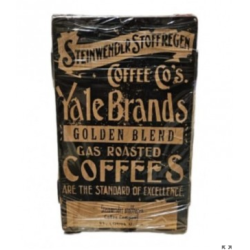 STEINWENDER STOFFREGEN
COFFEE CO'S.
Yale Brands
GOLDEN BLEND
GAS ROASTED
COFFEES
ARE THE STANDARD OF EXCELLENCE